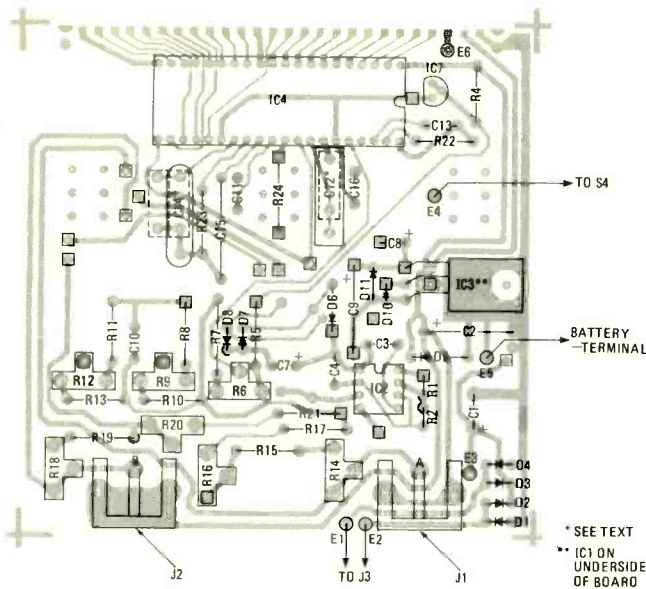 E6
IC7
IC4
R4
C13
R22
C11
R24
C12*
C16
R23
C15
E4
TO S4
C8
IC3**
D11
D10
C9
D6
D8
D7
R11
C10
R8
R7
R5
C2
BATTERY
–TERMINAL
C3
E5
C7
C4
IC2
R12
R9
R6
R13
R10
R1
R2
C1
R21
R17
R20
R19
R18
R16
R15
R14
A
E3
D4
D3
D2
D1
E1
E2
J2
TO J3
J1
* SEE TEXT
** IC1 ON
UNDERSIDE
OF BOARD